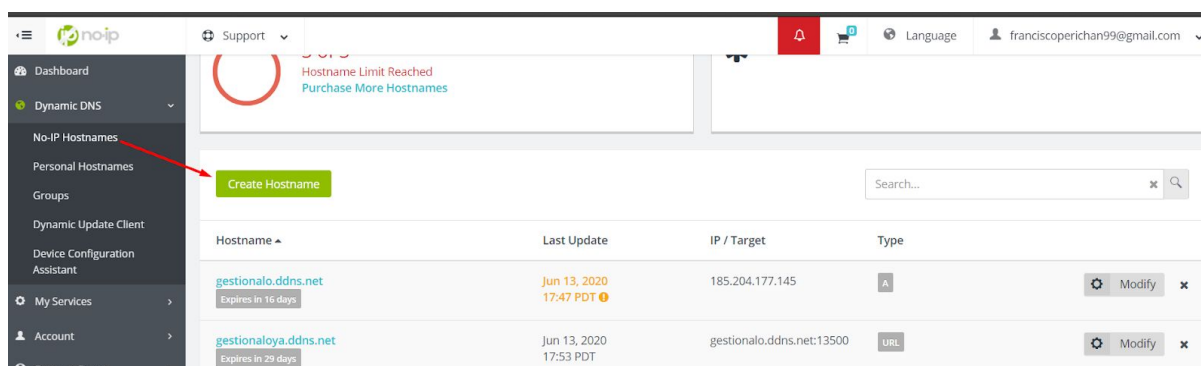 no-ip
Support
0
Language
franciscoperichan99@gmail.com
Dashboard
Dynamic DNS
No-IP Hostnames
Personal Hostnames
Groups
Dynamic Update Client
Device Configuration
Assistant
My Services
Account
Hostname Limit Reached
Purchase More Hostnames
Create Hostname
Search...
Hostname
Last Update
IP / Target
Type
gestionalo.ddns.net
Expires in 16 days
Jun 13, 2020
17:47 PDT
185.204.177.145
A
Modify
gestionaloya.ddns.net
Expires in 29 days
Jun 13, 2020
17:53 PDT
gestionalo.ddns.net:13500
URL
Modify